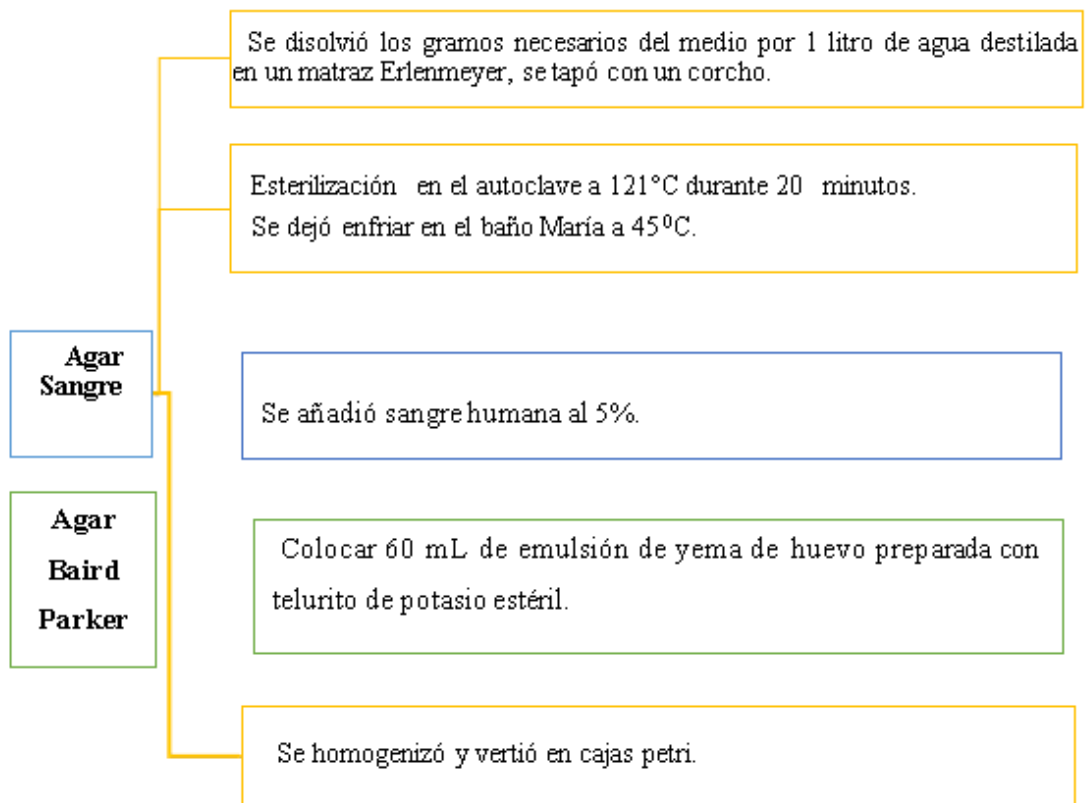 Se disolvió los gramos necesarios del medio por 1 litro de agua destilada
en un matraz Erlenmeyer, se tapó con un corcho.
Esterilización en el autoclave a 121°C durante 20 minutos.
Se dejó enfriar en el baño María a 45⁰C.
Agar
Sangre
Se añadió sangre humana al 5%.
Agar
Baird
Parker
Colocar 60 mL de emulsión de yema de huevo preparada con
telurito de potasio estéril.
Se homogenizó y vertió en cajas petri.